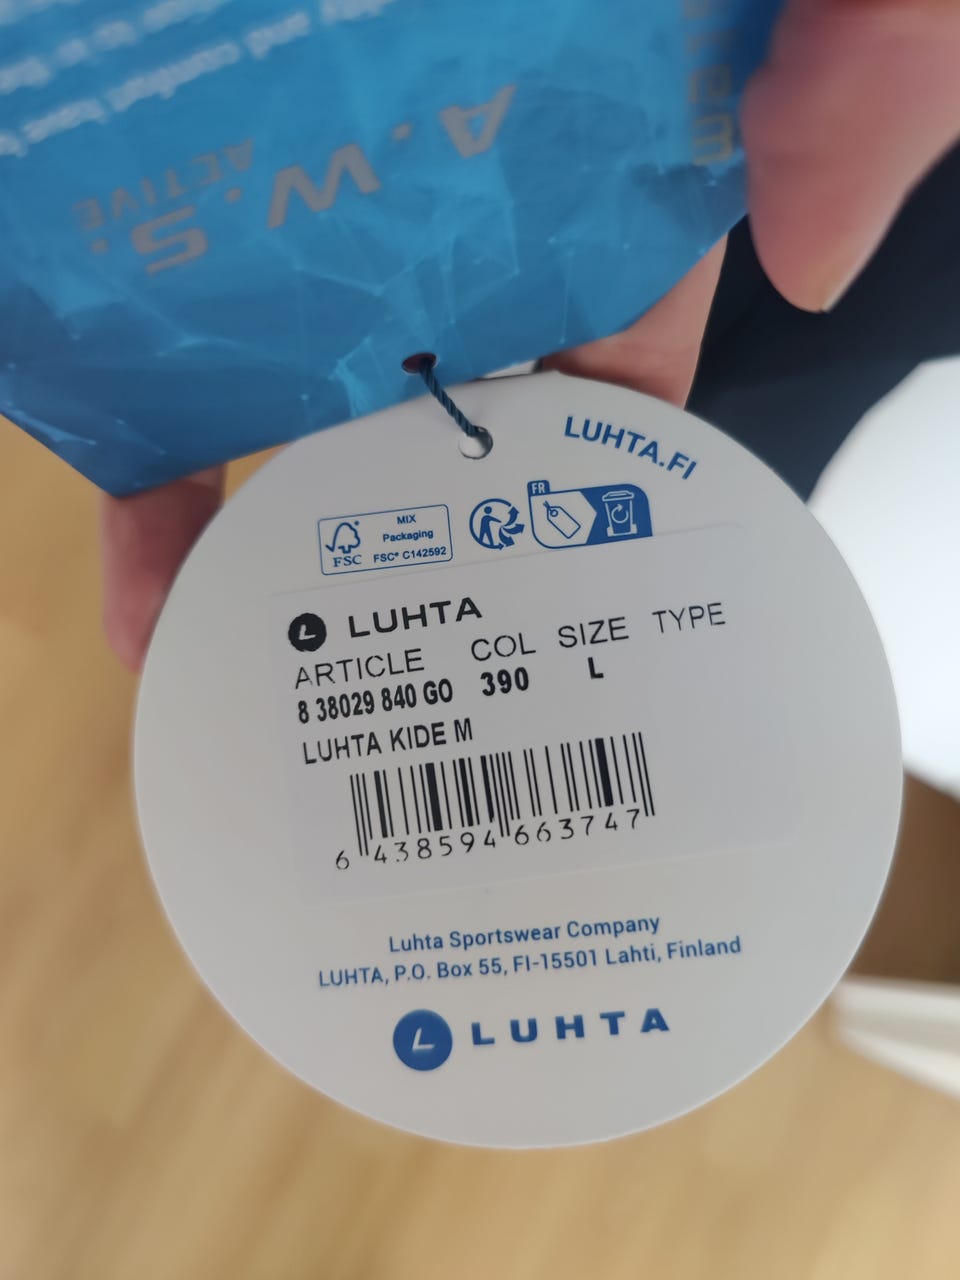 A.W.S.
ACTIVE
LUHTA.FI
FSC
MIX
Packaging
FSC® C142592
FR
L LUHTA
ARTICLE COL SIZE TYPE
8 38029 840 GO 390 L
LUHTA KIDE M
6 438594 663747
Luhta Sportswear Company
LUHTA, P.O. Box 55, FI-15501 Lahti, Finland
L LUHTA